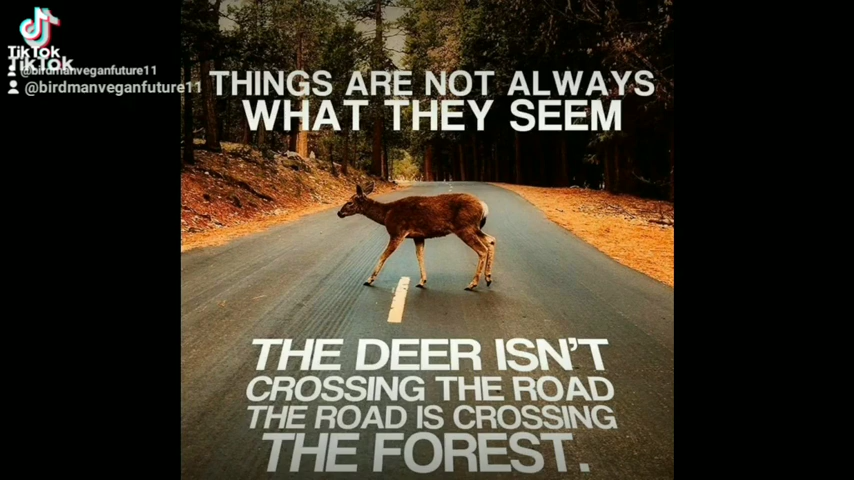 TikTok
TikTok
@birdmanveganfuture11
@birdmanveganfuture11
THINGS ARE NOT ALWAYS
WHAT THEY SEEM
THE DEER ISN'T
CROSSING THE ROAD
THE ROAD IS CROSSING
THE FOREST.